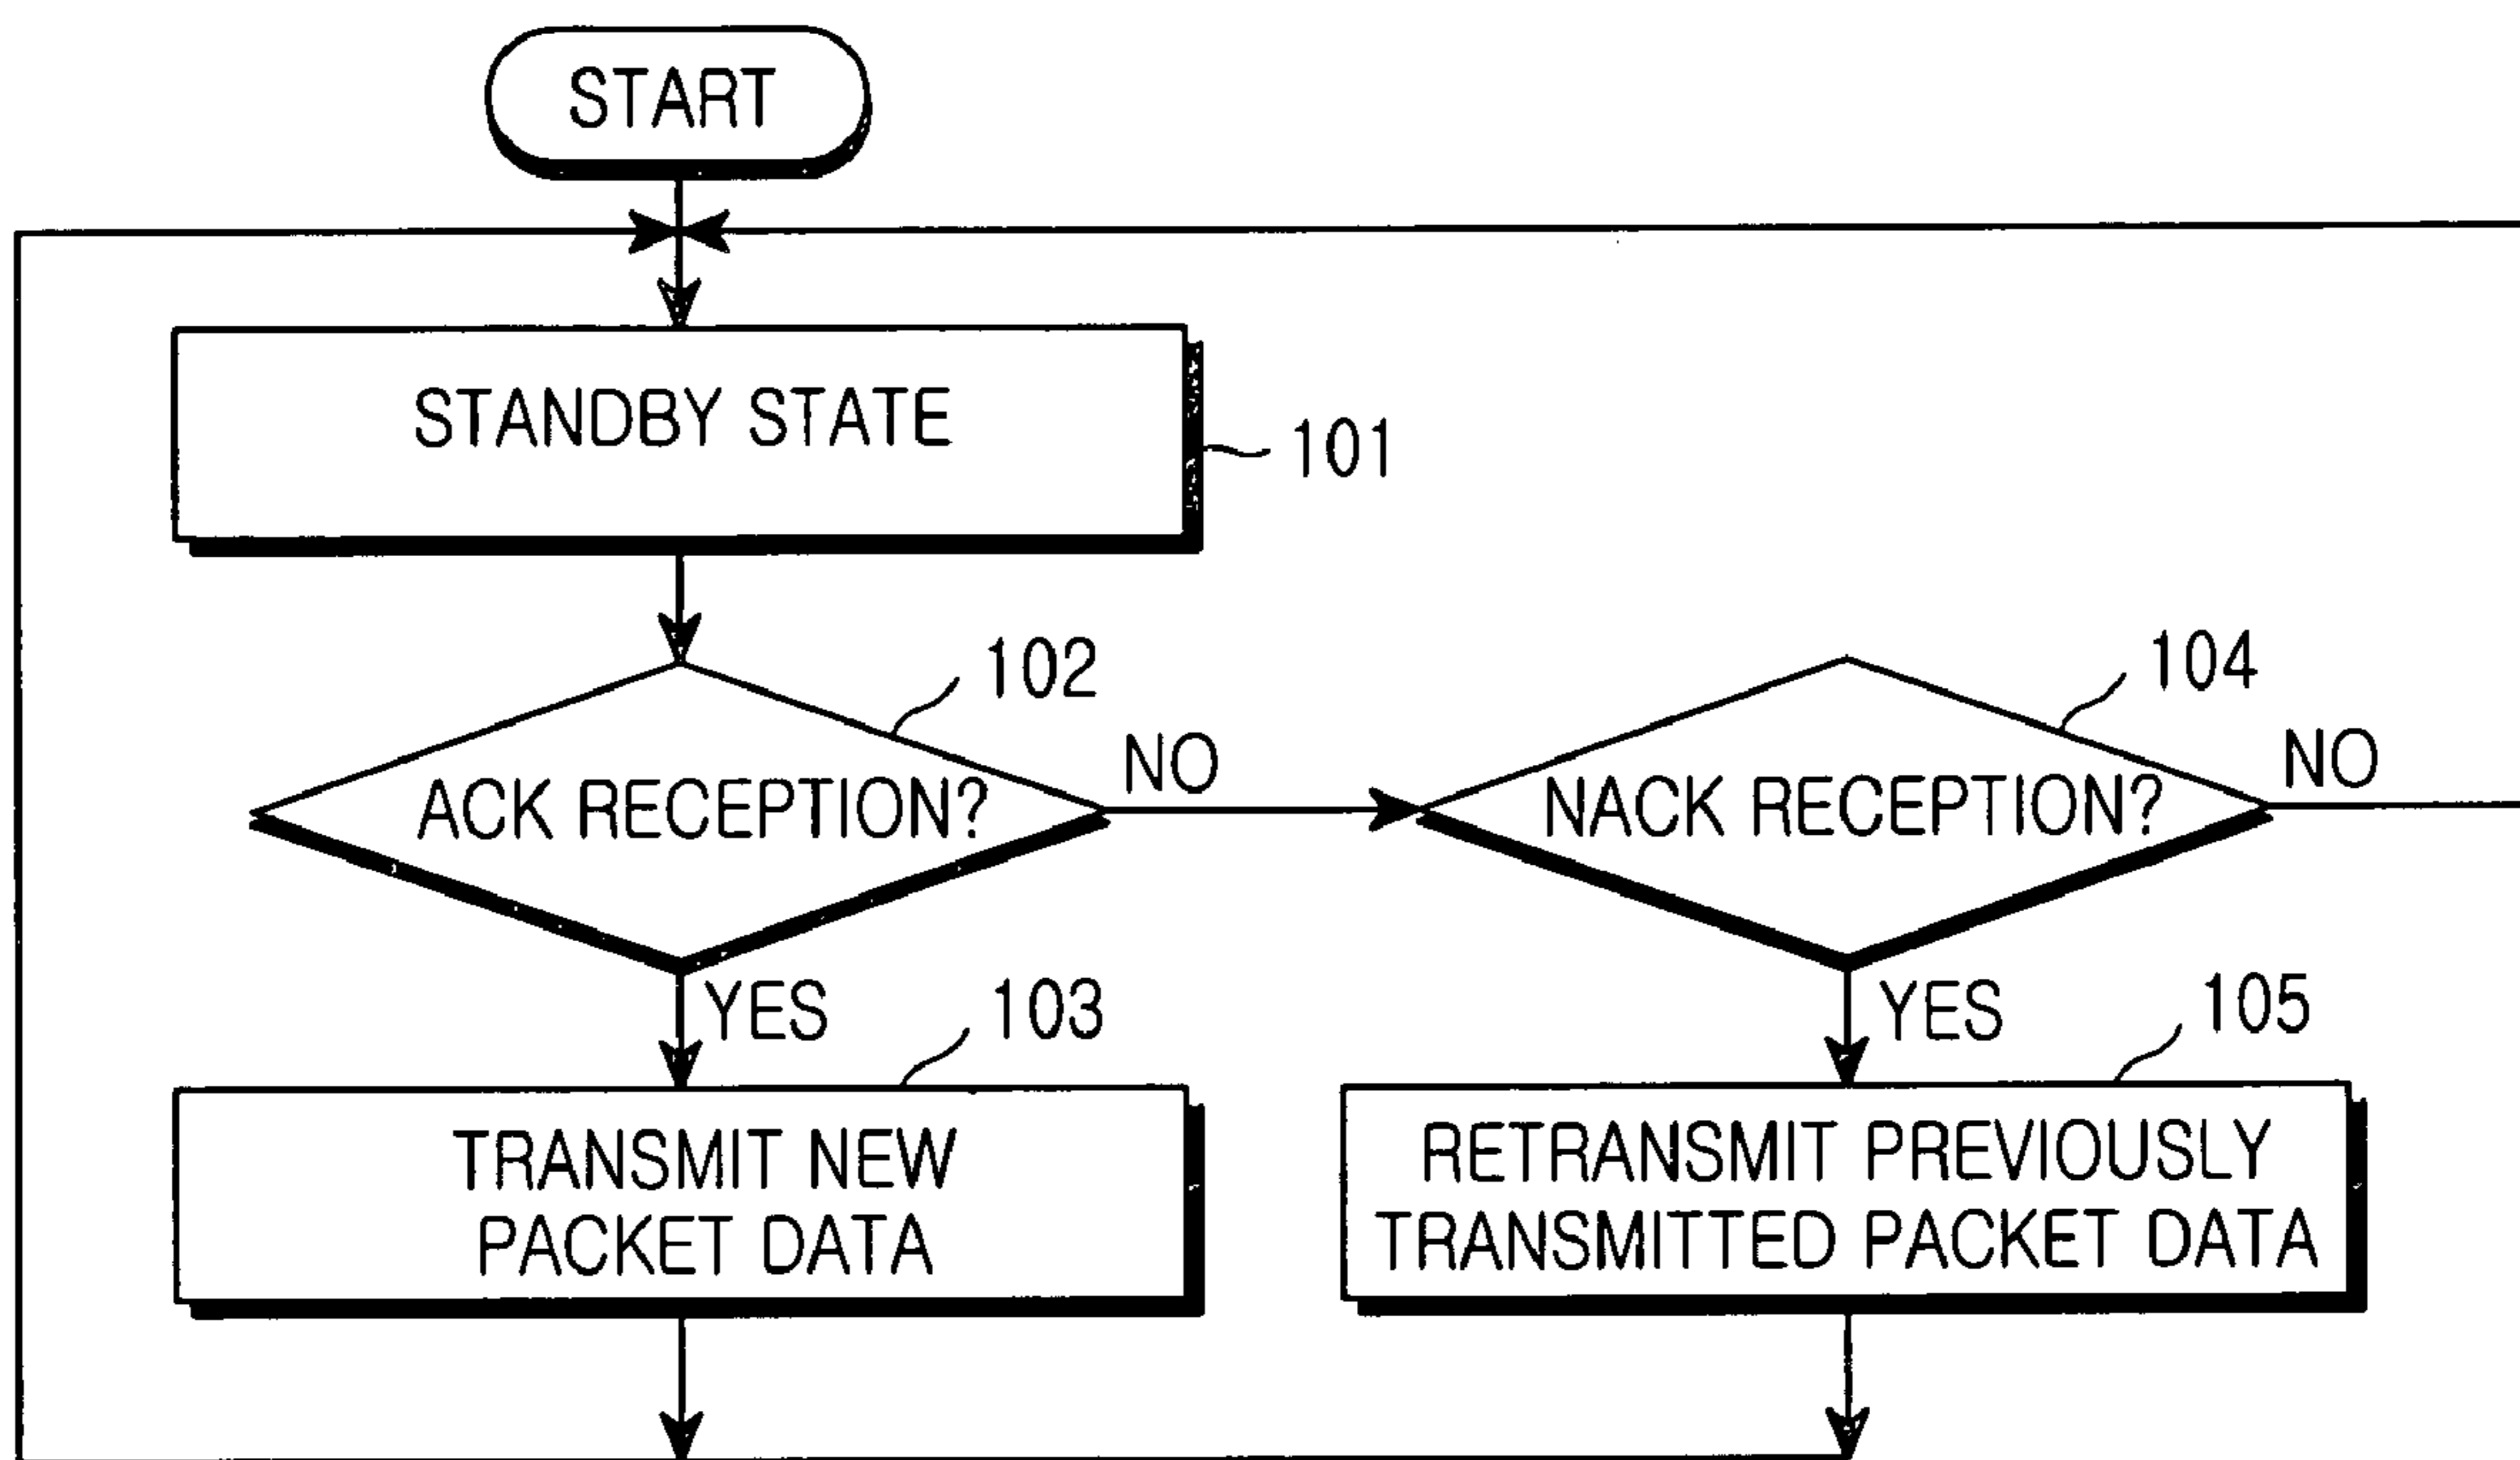 START
STANDBY STATE
101
102
ACK RECEPTION?
NO
104
NACK RECEPTION?
NO
YES
103
TRANSMIT NEW
PACKET DATA
YES
105
RETRANSMIT PREVIOUSLY
TRANSMITTED PACKET DATA